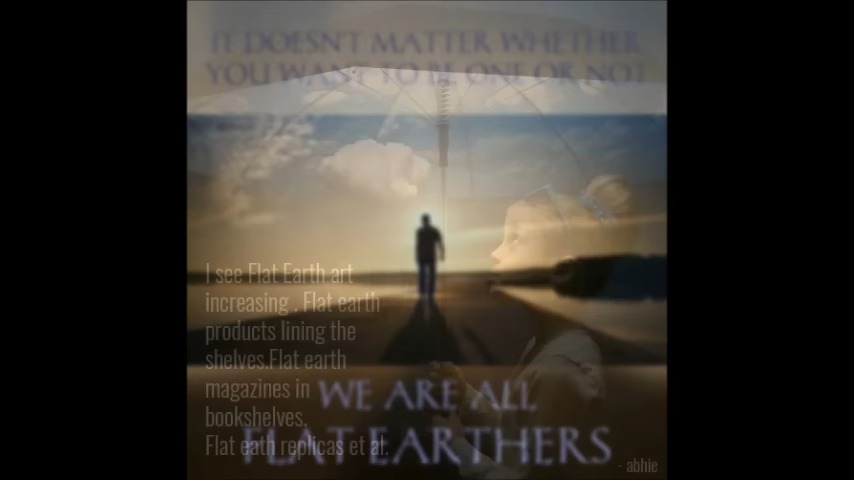 IT DOESN'T MATTER WHETHER
YOU WANT TO BE ONE OR NOT
I see Flat Earth art
increasing . Flat earth
products lining the
shelves.Flat earth
magazines in
bookshelves.
Flat eath replicas et al.
WE ARE ALL
FLAT EARTHERS
- abhie